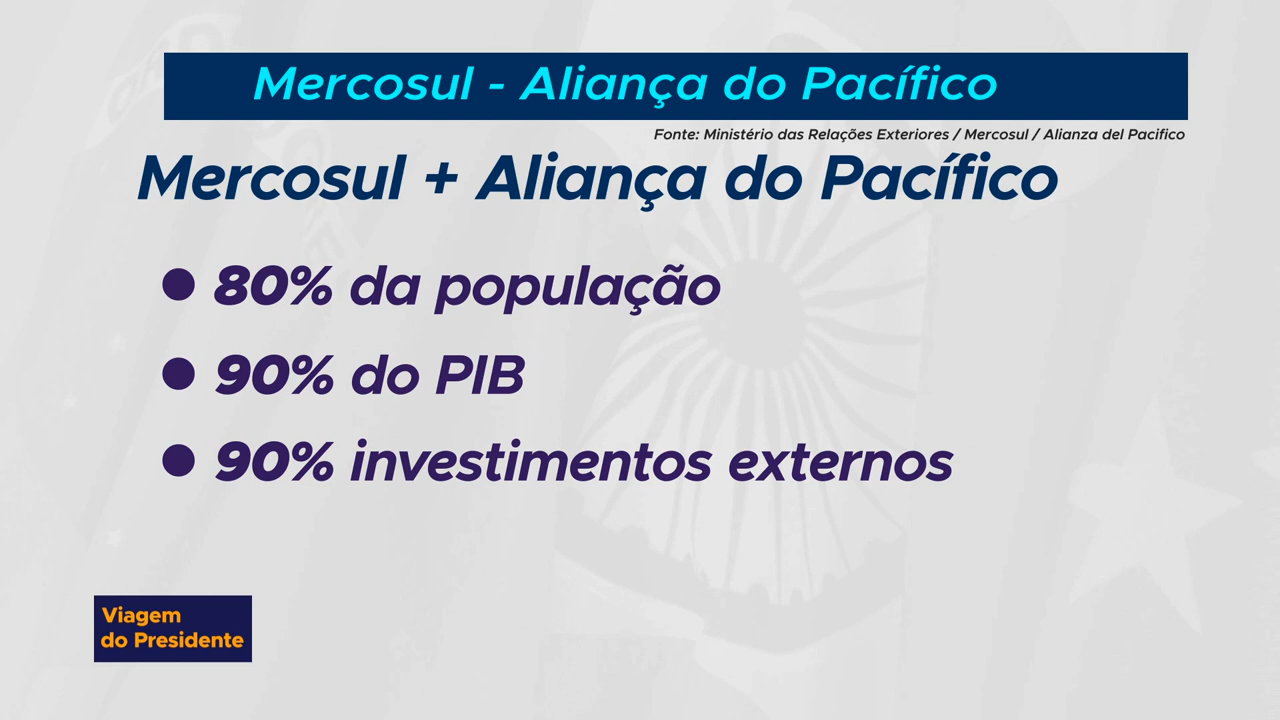 Mercosul - Aliança do Pacífico
Fonte: Ministério das Relações Exteriores / Mercosul / Alianza del Pacifico
Mercosul + Aliança do Pacífico
● 80% da população
● 90% do PIB
● 90% investimentos externos
Viagem
do Presidente